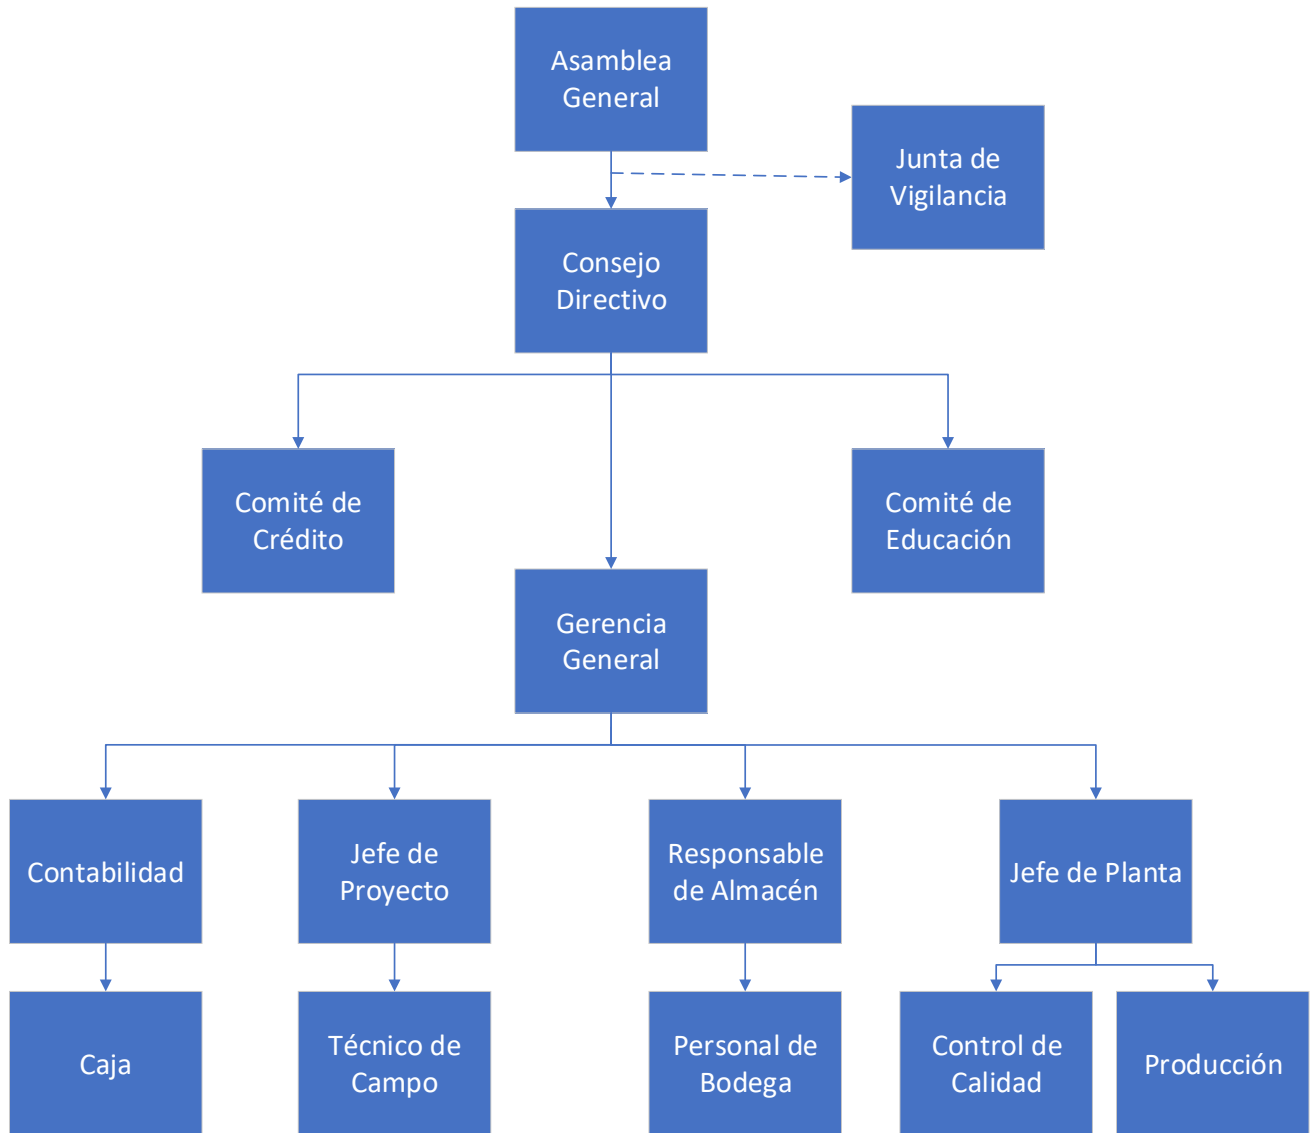 Asamblea
General
Junta de
Vigilancia
Consejo
Directivo
Comité de
Crédito
Comité de
Educación
Gerencia
General
Contabilidad
Jefe de
Proyecto
Responsable
de Almacén
Jefe de Planta
Caja
Técnico de
Campo
Personal de
Bodega
Control de
Calidad
Producción